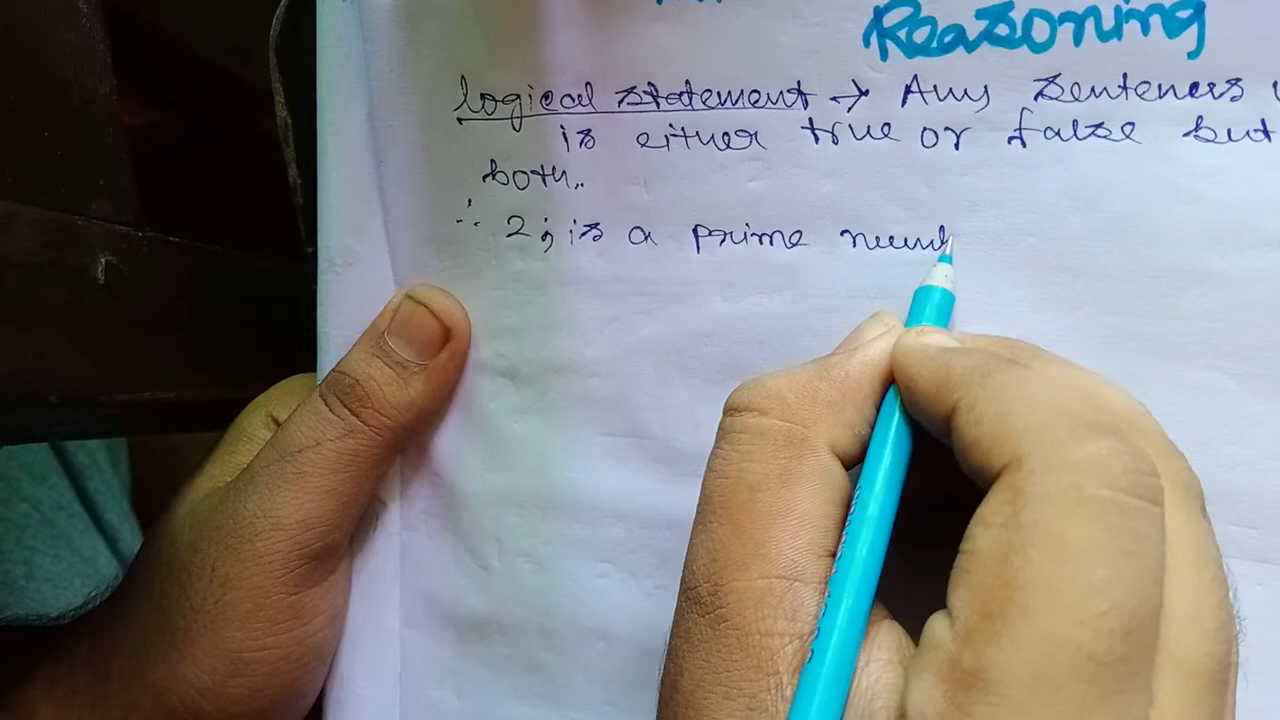 Reasoning
logical statement → Any sentences
is either true or false but
both..
∴ 2; is a prime numb